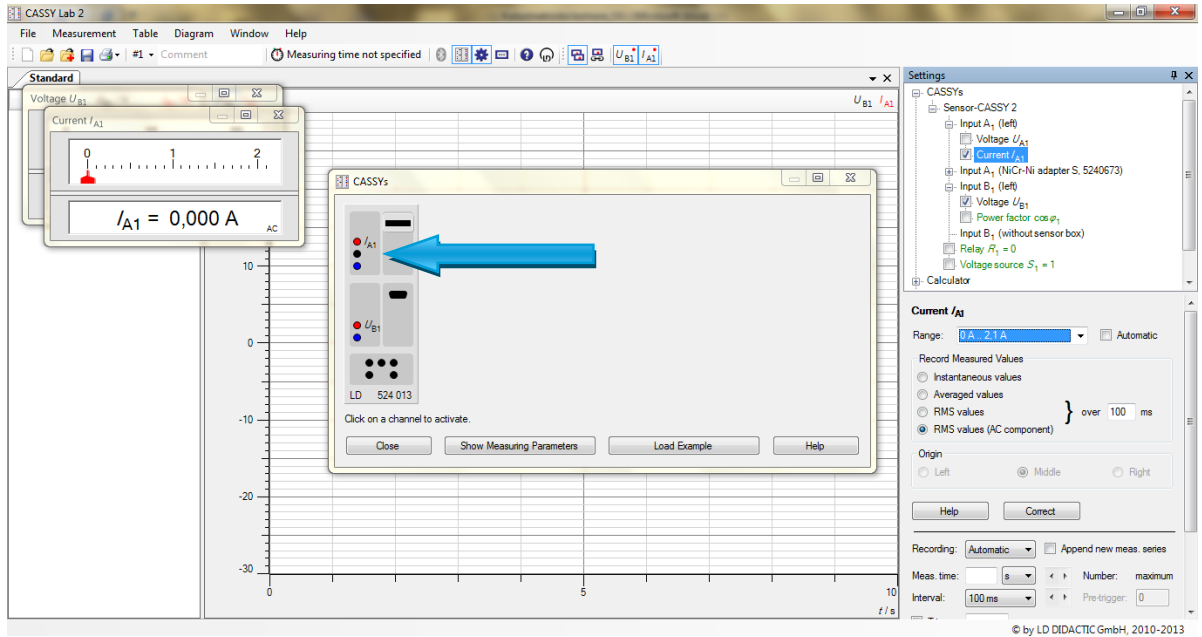 CASSY Lab 2
File Measurement Table Diagram Window Help
#1 Comment Measuring time not specified UB1 IA1
Standard
UB1 IA1
Voltage UB1
Current IA1
0 1 2
IA1 = 0,000 A AC
10
0
-10
-20
-30
0 5 10
t / s
CASSYs
IA1
UB1
LD 524 013
Click on a channel to activate.
Close Show Measuring Parameters Load Example Help
Settings
CASSYs
Sensor-CASSY 2
Input A1 (left)
Voltage UA1
Current IA1
Input A1 (NiCr-Ni adapter S, 5240673)
Input B1 (left)
Voltage UB1
Power factor cosφ1
Input B1 (without sensor box)
Relay R1 = 0
Voltage source S1 = 1
Calculator
Current IA1
Range: 0 A .. 2,1 A Automatic
Record Measured Values
Instantaneous values
Averaged values
RMS values } over 100 ms
RMS values (AC component)
Origin
Left Middle Right
Help Correct
Recording: Automatic Append new meas. series
Meas. time: s Number: maximum
Interval: 100 ms Pre-trigger: 0
© by LD DIDACTIC GmbH, 2010-2013